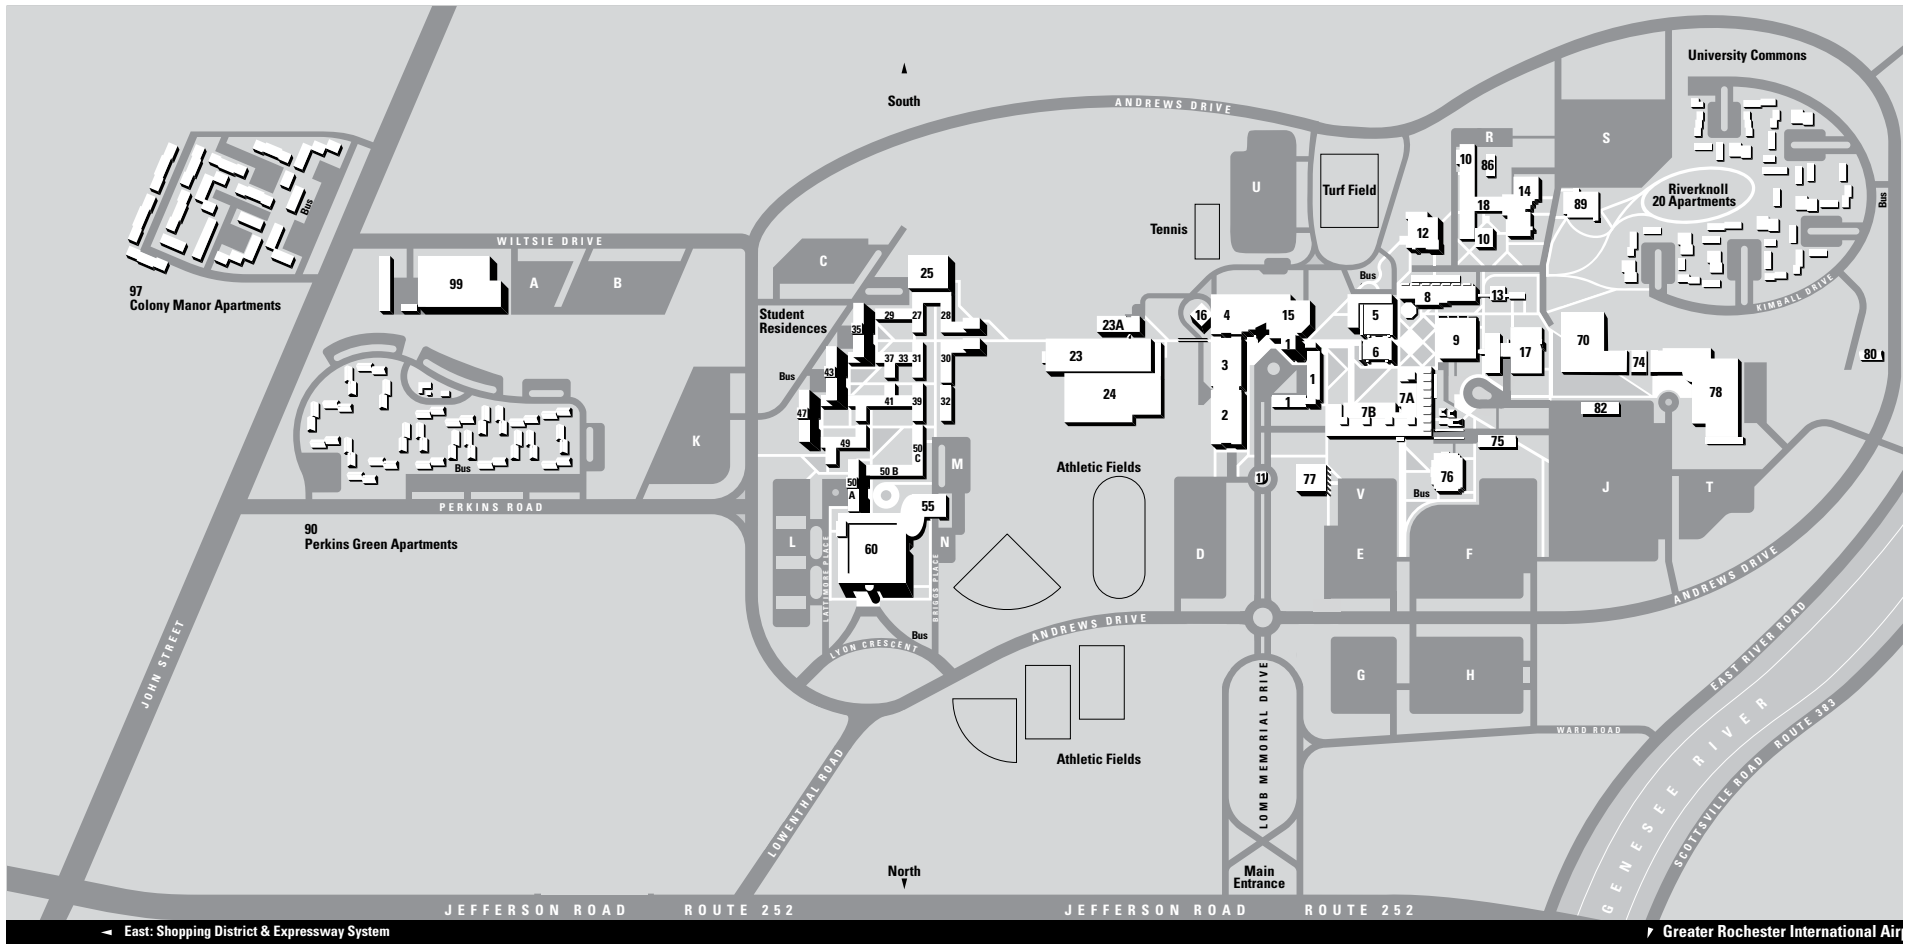 University Commons
South
ANDREWS DRIVE
R
S
10
86
U
Turf Field
14
Riverknoll
20 Apartments
Bus
18
89
Bus
Tennis
12
10
WILTSIE DRIVE
C
25
Bus
99
A
B
8
13
KIMBALL DRIVE
97
Colony Manor Apartments
Student
Residences
29
27
28
16
4
15
5
35
23A
23
1
6
9
17
70
74
80
37
33
31
30
3
Bus
43
24
1
78
41
39
32
1
7B
7A
82
47
2
K
49
50
C
75
Bus
50 B
M
Athletic Fields
11
77
76
50
A
V
Bus
J
T
PERKINS ROAD
55
90
Perkins Green Apartments
L
60
N
D
E
F
LATTIMORE PLACE
BRIGGS PLACE
ANDREWS DRIVE
ANDREWS DRIVE
Bus
LYON CRESCENT
JOHN STREET
G
H
EAST RIVER ROAD
LOMB MEMORIAL DRIVE
WARD ROAD
GENESEE RIVER
SCOTTSVILLE ROAD
ROUTE 383
Athletic Fields
LOWENTHAL ROAD
North
Main
Entrance
JEFFERSON ROAD ROUTE 252
JEFFERSON ROAD ROUTE 252
East: Shopping District & Expressway System
Greater Rochester International Air